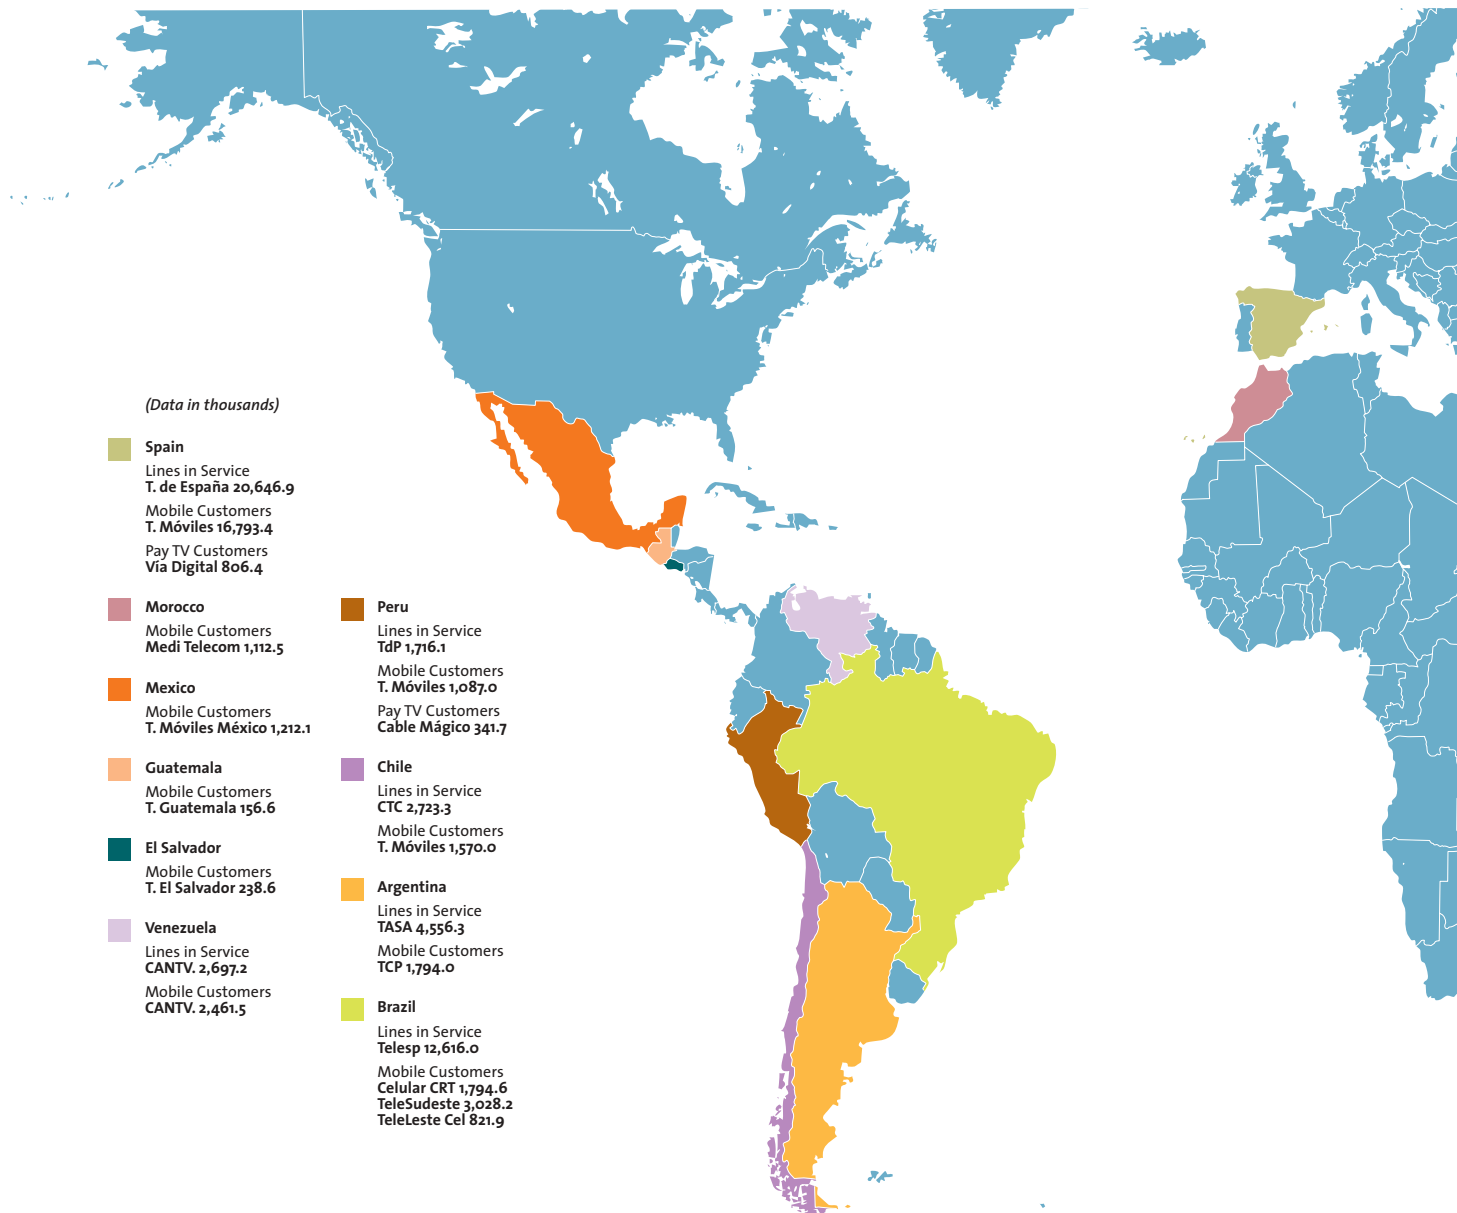 (Data in thousands)
Spain
Lines in Service
T. de España 20,646.9
Mobile Customers
T. Móviles 16,793.4
Pay TV Customers
Vía Digital 806.4
Morocco
Mobile Customers
Medi Telecom 1,112.5
Mexico
Mobile Customers
T. Móviles México 1,212.1
Guatemala
Mobile Customers
T. Guatemala 156.6
El Salvador
Mobile Customers
T. El Salvador 238.6
Venezuela
Lines in Service
CANTV. 2,697.2
Mobile Customers
CANTV. 2,461.5
Peru
Lines in Service
TdP 1,716.1
Mobile Customers
T. Móviles 1,087.0
Pay TV Customers
Cable Mágico 341.7
Chile
Lines in Service
CTC 2,723.3
Mobile Customers
T. Móviles 1,570.0
Argentina
Lines in Service
TASA 4,556.3
Mobile Customers
TCP 1,794.0
Brazil
Lines in Service
Telesp 12,616.0
Mobile Customers
Celular CRT 1,794.6
TeleSudeste 3,028.2
TeleLeste Cel 821.9